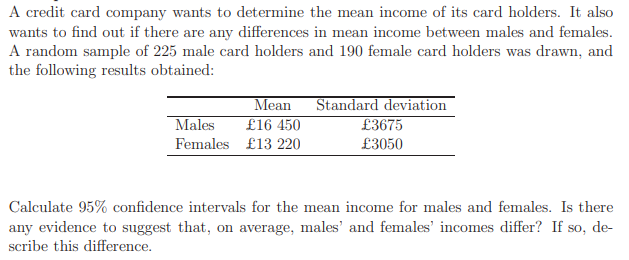 A credit card company wants to determine the mean income of its card holders. It also
wants to find out if there are any differences in mean income between males and females.
A random sample of 225 male card holders and 190 female card holders was drawn, and
the following results obtained:
Mean Standard deviation
Males £16 450 £3675
Females £13 220 £3050
Calculate 95% confidence intervals for the mean income for males and females. Is there
any evidence to suggest that, on average, males' and females' incomes differ? If so, de-
scribe this difference.